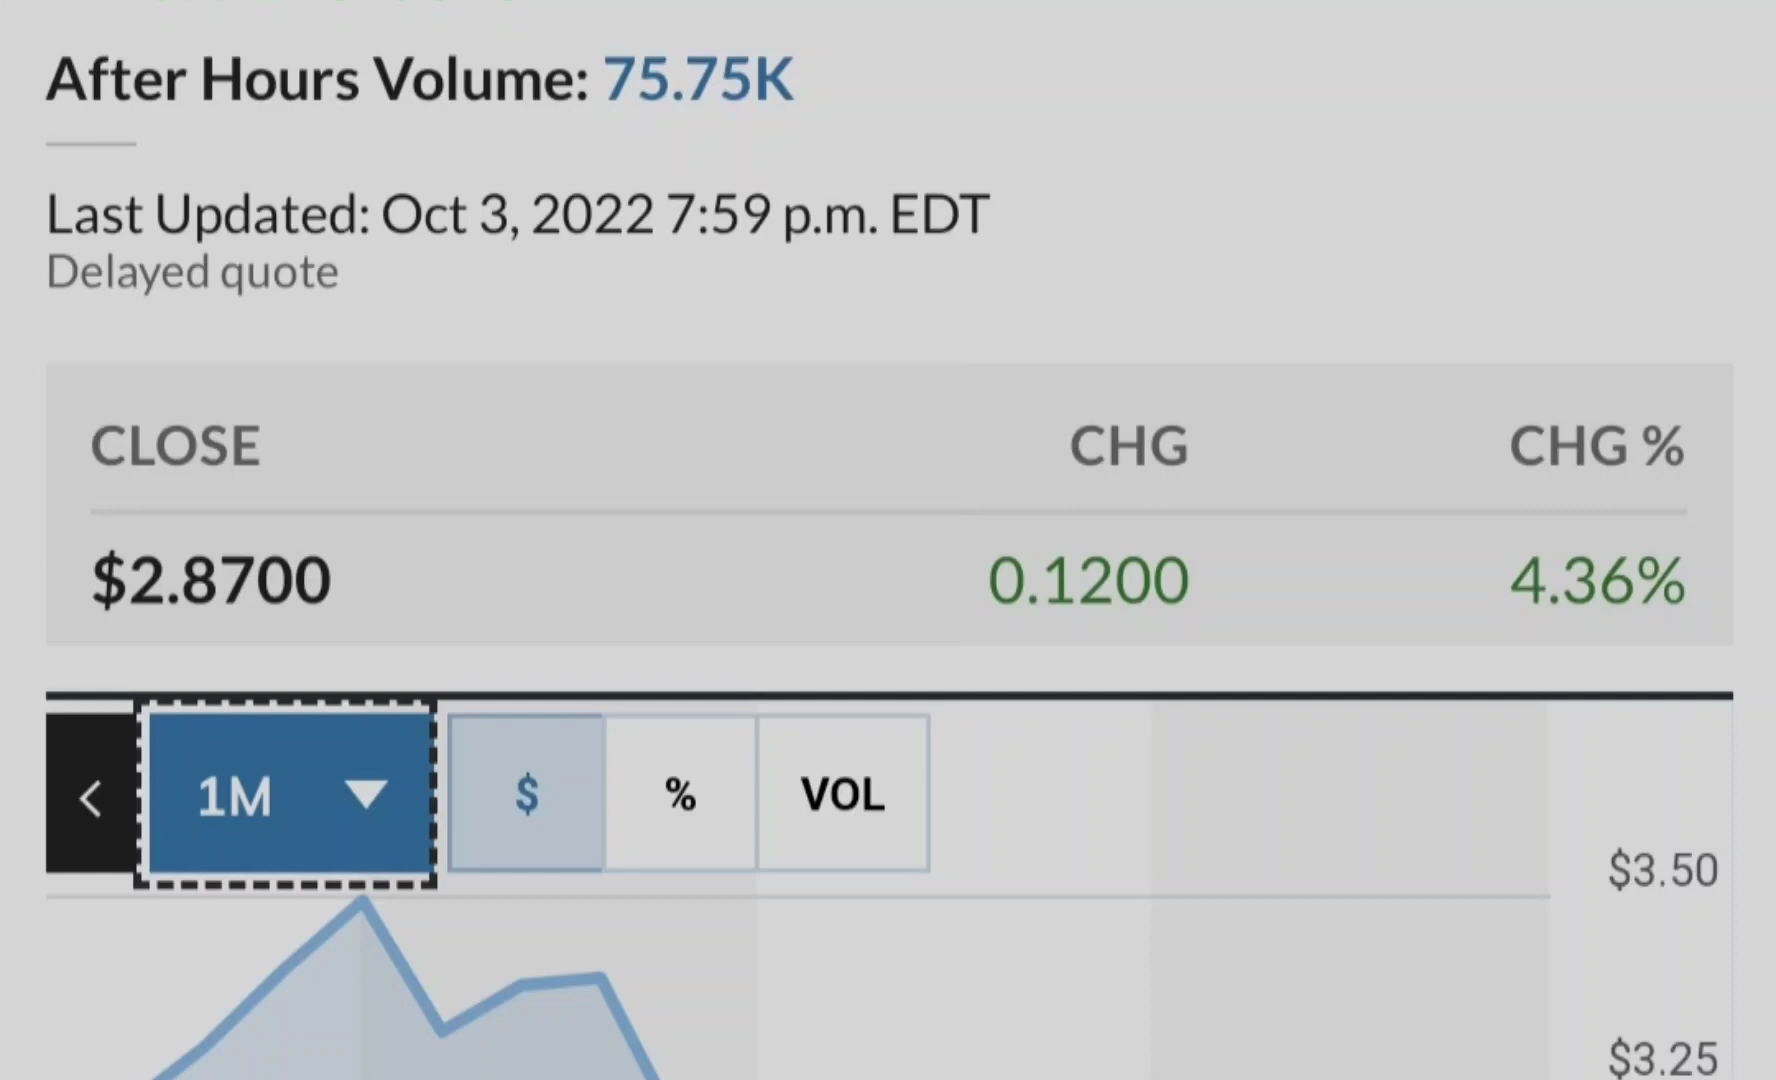 After Hours Volume: 75.75K
Last Updated: Oct 3, 2022 7:59 p.m. EDT
Delayed quote
CLOSE CHG CHG %
$2.8700 0.1200 4.36%
1M $ % VOL
$3.50
$3.25